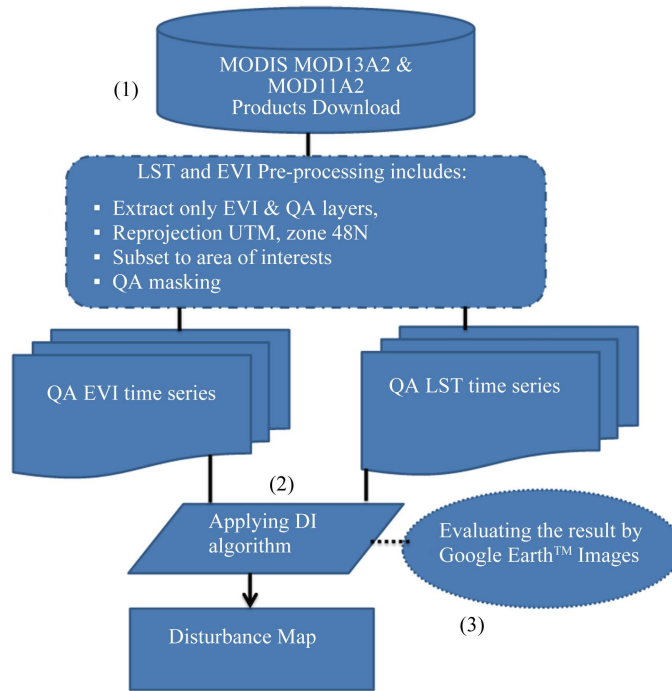 (1)
MODIS MOD13A2 &
MOD11A2
Products Download
LST and EVI Pre-processing includes:
▪ Extract only EVI & QA layers,
▪ Reprojection UTM, zone 48N
▪ Subset to area of interests
▪ QA masking
QA EVI time series
QA LST time series
(2)
Applying DI
algorithm
Evaluating the result by
Google Earth™ Images
(3)
Disturbance Map